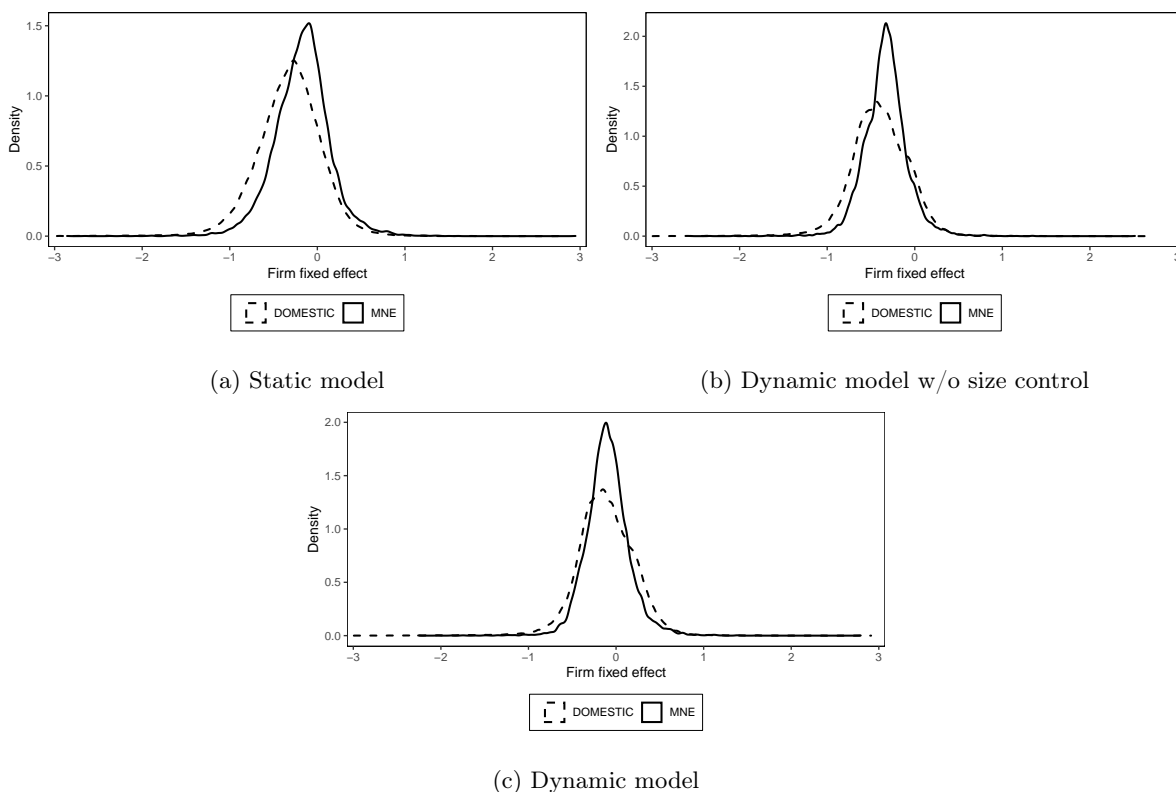 1.5
1.0
0.5
0.0
Density
−3 −2 −1 0 1 2 3
Firm fixed effect
DOMESTIC MNE
(a) Static model
2.0
1.5
1.0
0.5
0.0
Density
−3 −2 −1 0 1 2 3
Firm fixed effect
DOMESTIC MNE
(b) Dynamic model w/o size control
2.0
1.5
1.0
0.5
0.0
Density
−3 −2 −1 0 1 2 3
Firm fixed effect
DOMESTIC MNE
(c) Dynamic model